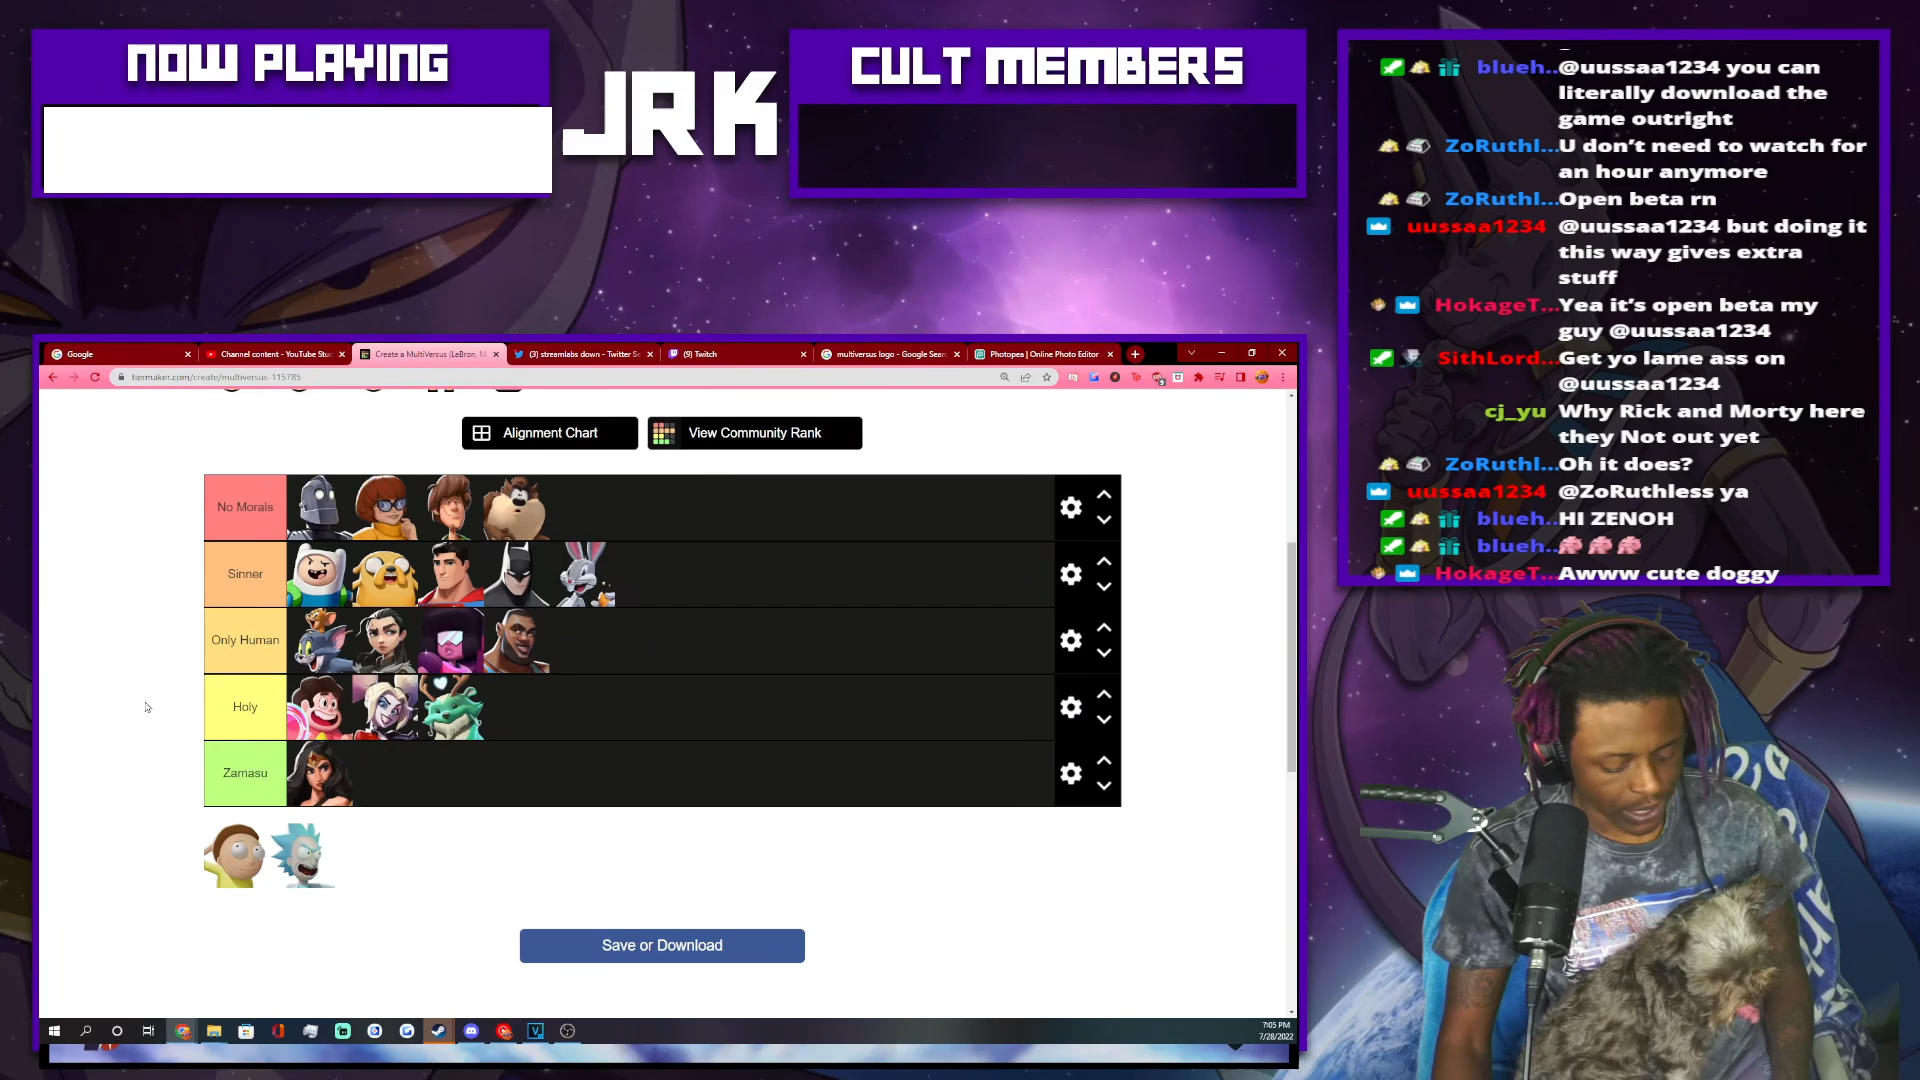 NOW PLAYING
JRK
CULT MEMBERS
blueh.. @uussaa1234 you can
literally download the
game outright
ZoRuthl... U don't need to watch for
an hour anymore
ZoRuthl... Open beta rn
uussaa1234 @uussaa1234 but doing it
this way gives extra
stuff
HokageT... Yea it's open beta my
guy @uussaa1234
SithLord.. Get yo lame ass on
@uussaa1234
cj_yu Why Rick and Morty here
they Not out yet
ZoRuthl... Oh it does?
uussaa1234 @ZoRuthless ya
blueh.. HI ZENOH
blueh..
HokageT... Awww cute doggy
Google
Channel content - YouTube Stu
Create a MultiVersus (LeBron, M
(3) streamlabs down - Twitter Se
(9) Twitch
multiversus logo - Google Sear
Photopea | Online Photo Editor
tiermaker.com/create/multiversus-115785
Alignment Chart
View Community Rank
No Morals
Sinner
Only Human
Holy
Zamasu
Save or Download
7:05 PM
7/28/2022